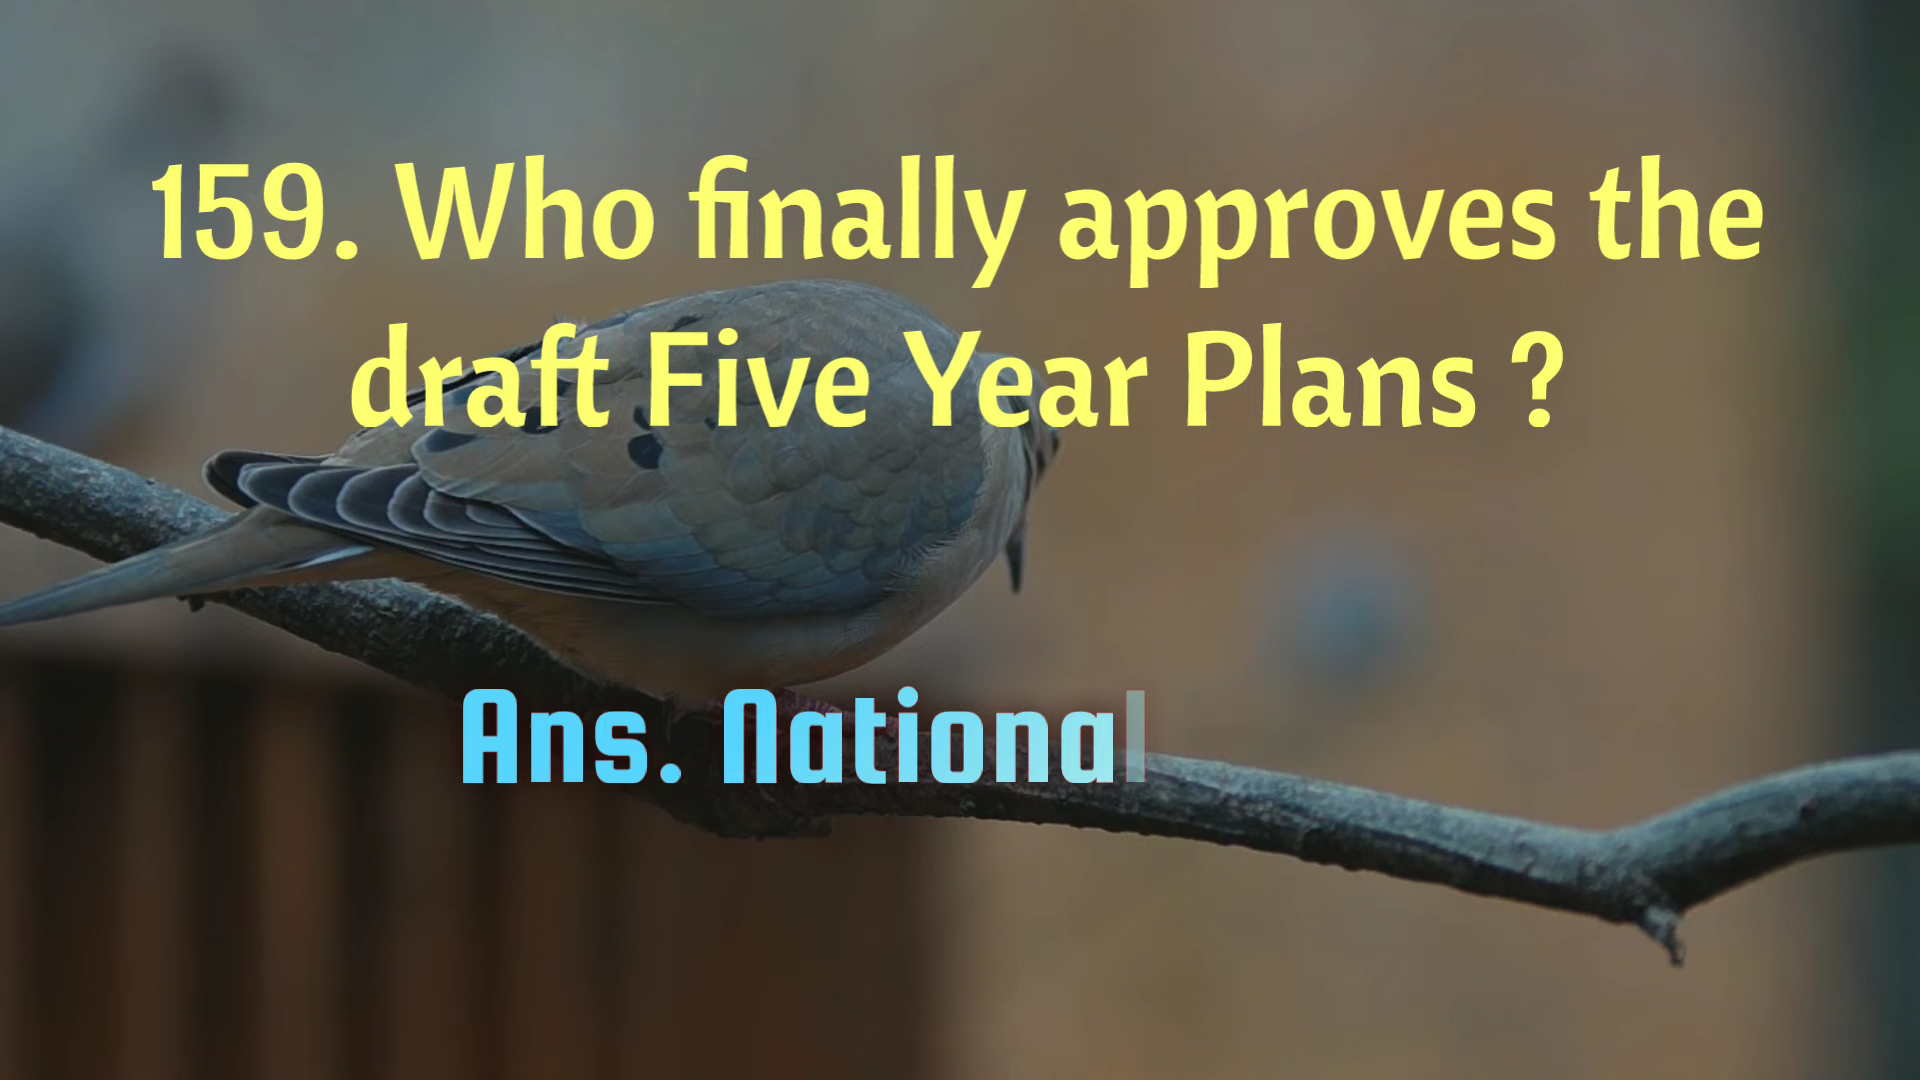 159. Who finally approves the
draft Five Year Plans ?
Ans. National